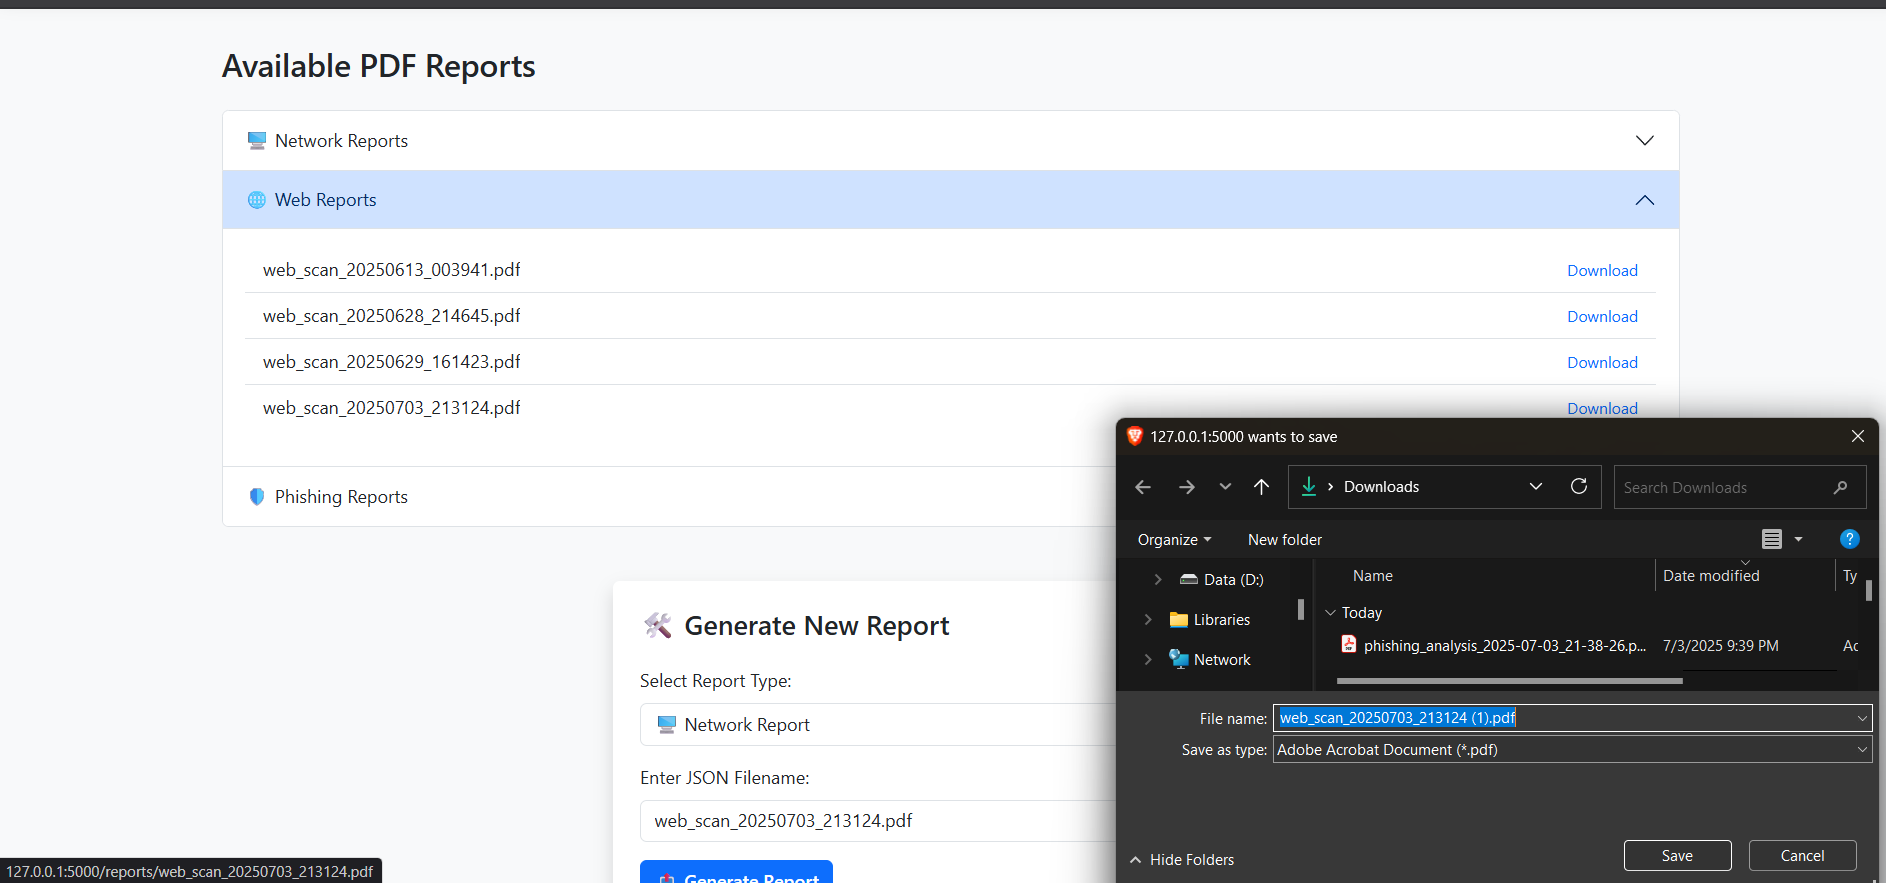 Available PDF Reports
Network Reports
Web Reports
web_scan_20250613_003941.pdf Download
web_scan_20250628_214645.pdf Download
web_scan_20250629_161423.pdf Download
web_scan_20250703_213124.pdf Download
Phishing Reports
Generate New Report
Select Report Type:
Network Report
Enter JSON Filename:
web_scan_20250703_213124.pdf
Generate Report
127.0.0.1:5000/reports/web_scan_20250703_213124.pdf
127.0.0.1:5000 wants to save
Downloads
Search Downloads
Organize New folder
?
Data (D:)
Libraries
Network
Name Date modified Ty
Today
phishing_analysis_2025-07-03_21-38-26.p... 7/3/2025 9:39 PM Ac
File name: web_scan_20250703_213124 (1).pdf
Save as type: Adobe Acrobat Document (*.pdf)
Hide Folders
Save Cancel